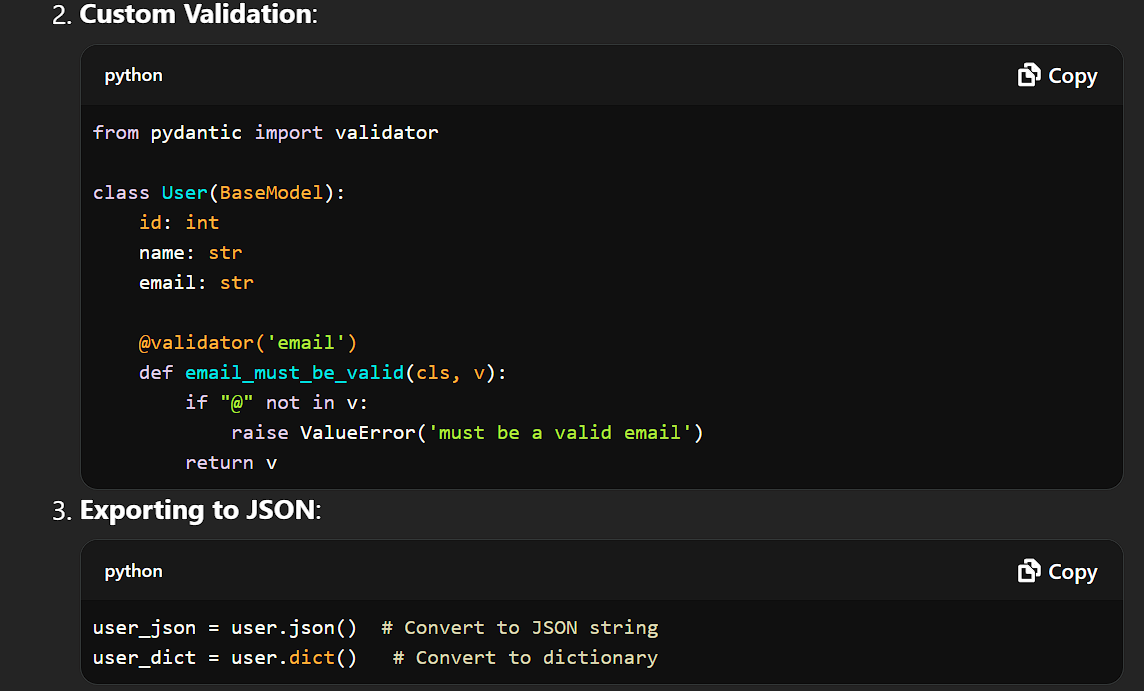 2. Custom Validation:
python
Copy
from pydantic import validator
class User(BaseModel):
    id: int
    name: str
    email: str
    @validator('email')
    def email_must_be_valid(cls, v):
        if "@" not in v:
            raise ValueError('must be a valid email')
        return v
3. Exporting to JSON:
python
Copy
user_json = user.json()  # Convert to JSON string
user_dict = user.dict()   # Convert to dictionary